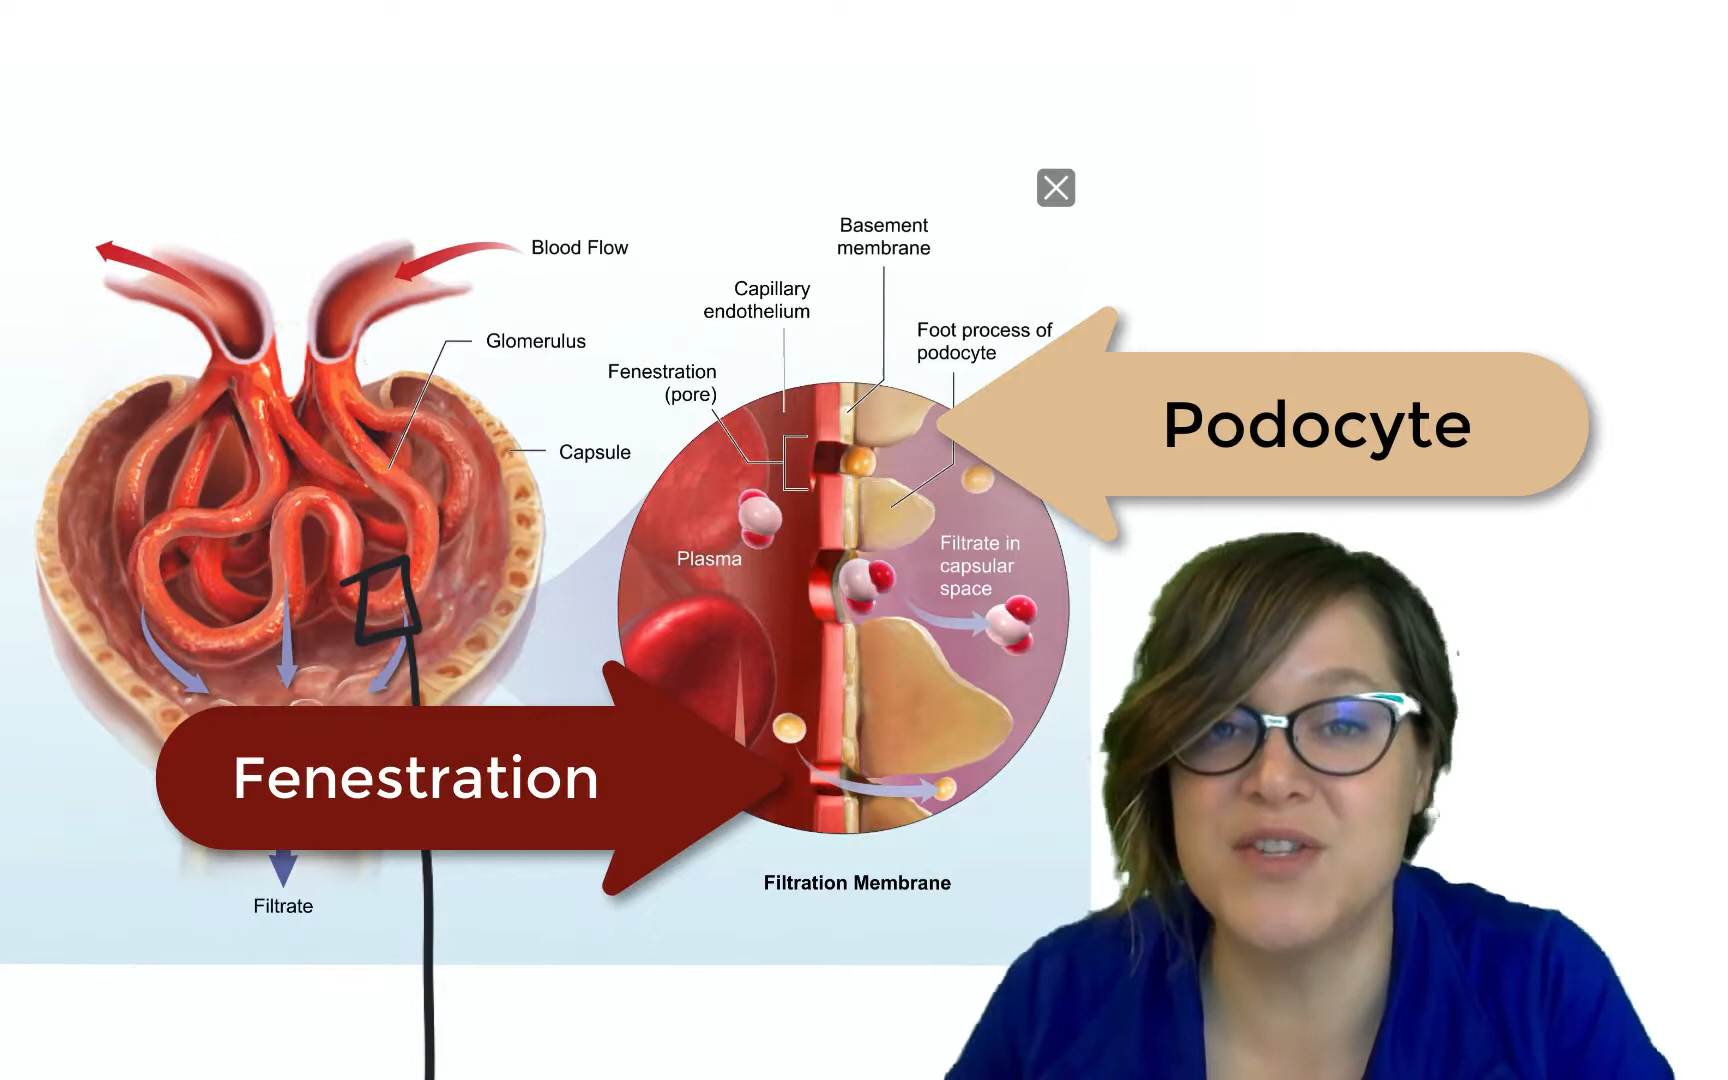 Basement
membrane
Blood Flow
Capillary
endothelium
Foot process of
podocyte
Glomerulus
Fenestration
(pore)
Podocyte
Capsule
Plasma
Filtrate in
capsular
space
Fenestration
Filtration Membrane
Filtrate